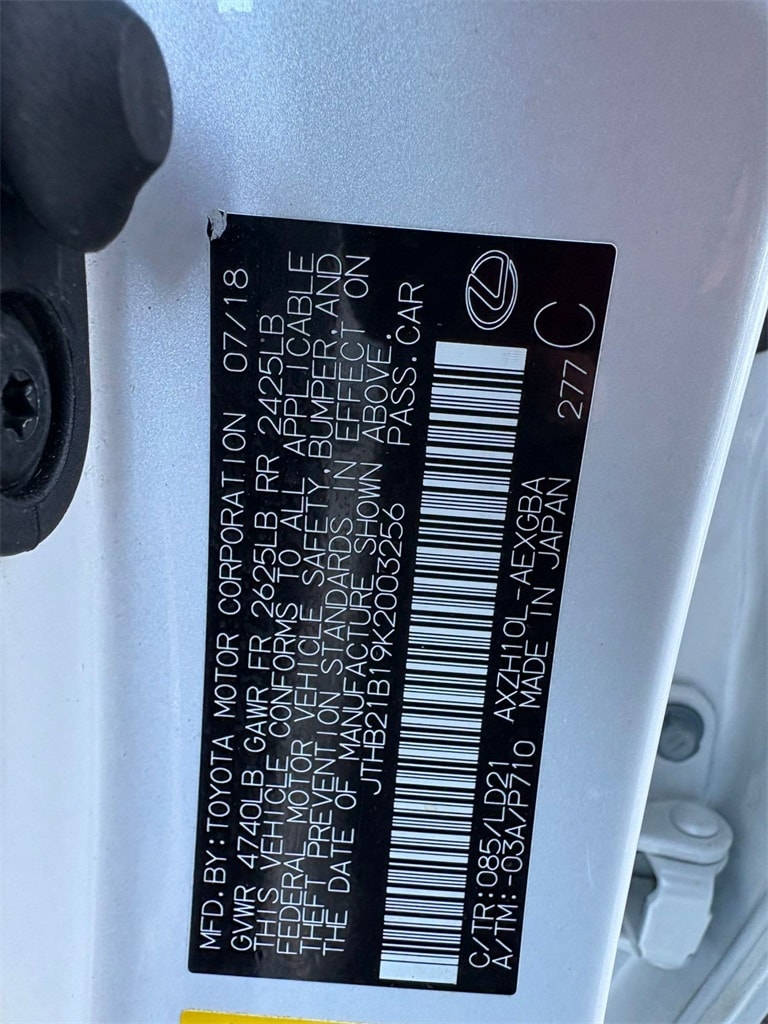 MFD.BY:TOYOTA MOTOR CORPORATION 07/18
GVWR 4740LB GAWR FR 2625LB RR 2425LB
THIS VEHICLE CONFORMS TO ALL APPLICABLE
FEDERAL MOTOR VEHICLE SAFETY,BUMPER,AND
THEFT PREVENTION STANDARDS IN EFFECT ON
THE DATE OF MANUFACTURE SHOWN ABOVE.
JTHB21B19K2003256 PASS.CAR
C/TR:085/LD21 AXZH10L-AEXGBA 277 C
A/TM:-03A/P710 MADE IN JAPAN